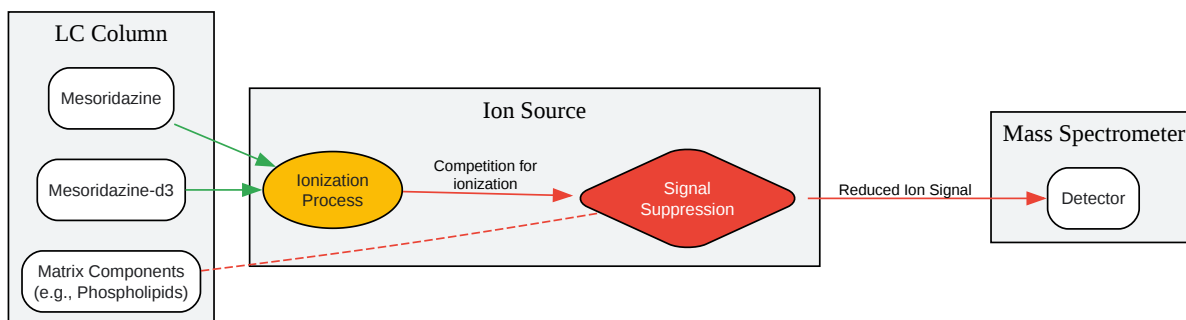 LC Column
Mesoridazine
Mesoridazine-d3
Matrix Components
(e.g., Phospholipids)
Ion Source
Ionization
Process
Competition for
ionization
Signal
Suppression
Reduced Ion Signal
Mass Spectrometer
Detector